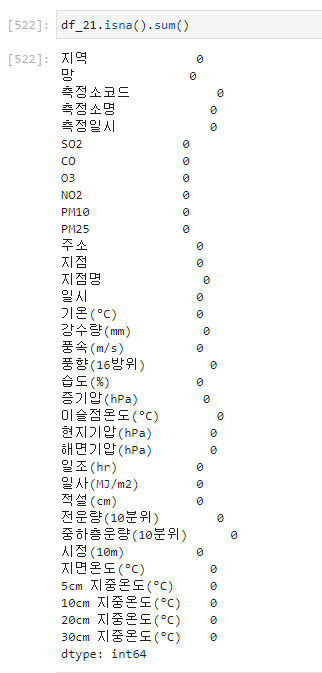 [522]: df_21.isna().sum()
[522]: 지역 0
망 0
측정소코드 0
측정소명 0
측정일시 0
SO2 0
CO 0
O3 0
NO2 0
PM10 0
PM25 0
주소 0
지점 0
지점명 0
일시 0
기온(°C) 0
강수량(mm) 0
풍속(m/s) 0
풍향(16방위) 0
습도(%) 0
증기압(hPa) 0
이슬점온도(°C) 0
현지기압(hPa) 0
해면기압(hPa) 0
일조(hr) 0
일사(MJ/m2) 0
적설(cm) 0
전운량(10분위) 0
중하층운량(10분위) 0
시정(10m) 0
지면온도(°C) 0
5cm 지중온도(°C) 0
10cm 지중온도(°C) 0
20cm 지중온도(°C) 0
30cm 지중온도(°C) 0
dtype: int64